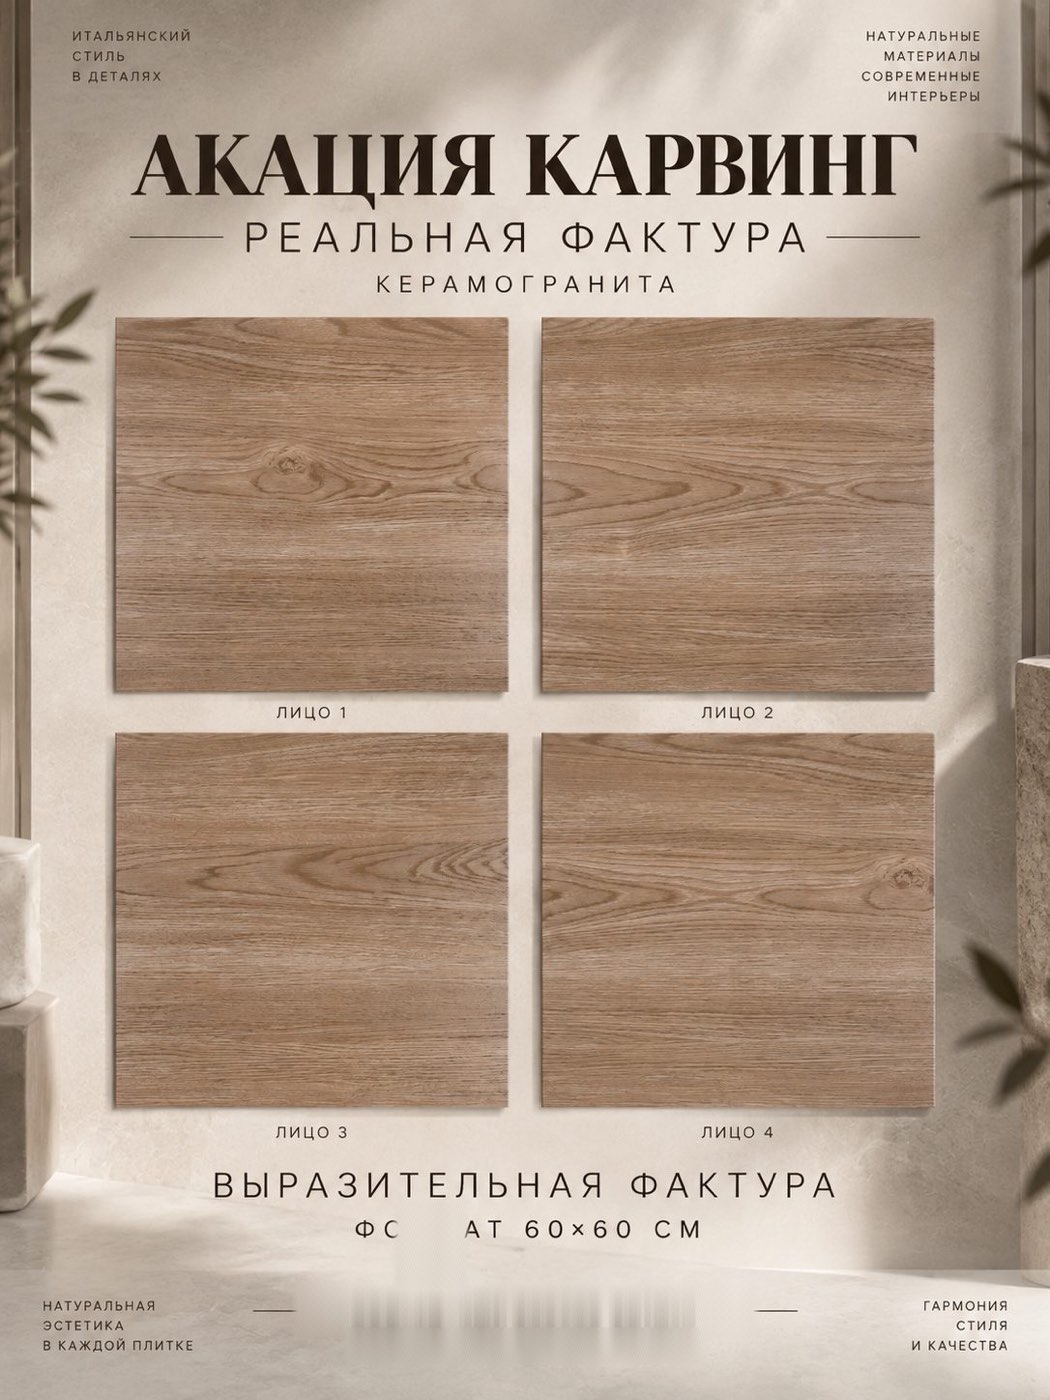 ИТАЛЬЯНСКИЙ
СТИЛЬ
В ДЕТАЛЯХ
НАТУРАЛЬНЫЕ
МАТЕРИАЛЫ
СОВРЕМЕННЫЕ
ИНТЕРЬЕРЫ
АКАЦИЯ КАРВИНГ
РЕАЛЬНАЯ ФАКТУРА
КЕРАМОГРАНИТА
ЛИЦО 1
ЛИЦО 2
ЛИЦО 3
ЛИЦО 4
ВЫРАЗИТЕЛЬНАЯ ФАКТУРА
60×60 СМ
НАТУРАЛЬНАЯ
ЭСТЕТИКА
В КАЖДОЙ ПЛИТКЕ
ГАРМОНИЯ
СТИЛЯ
И КАЧЕСТВА